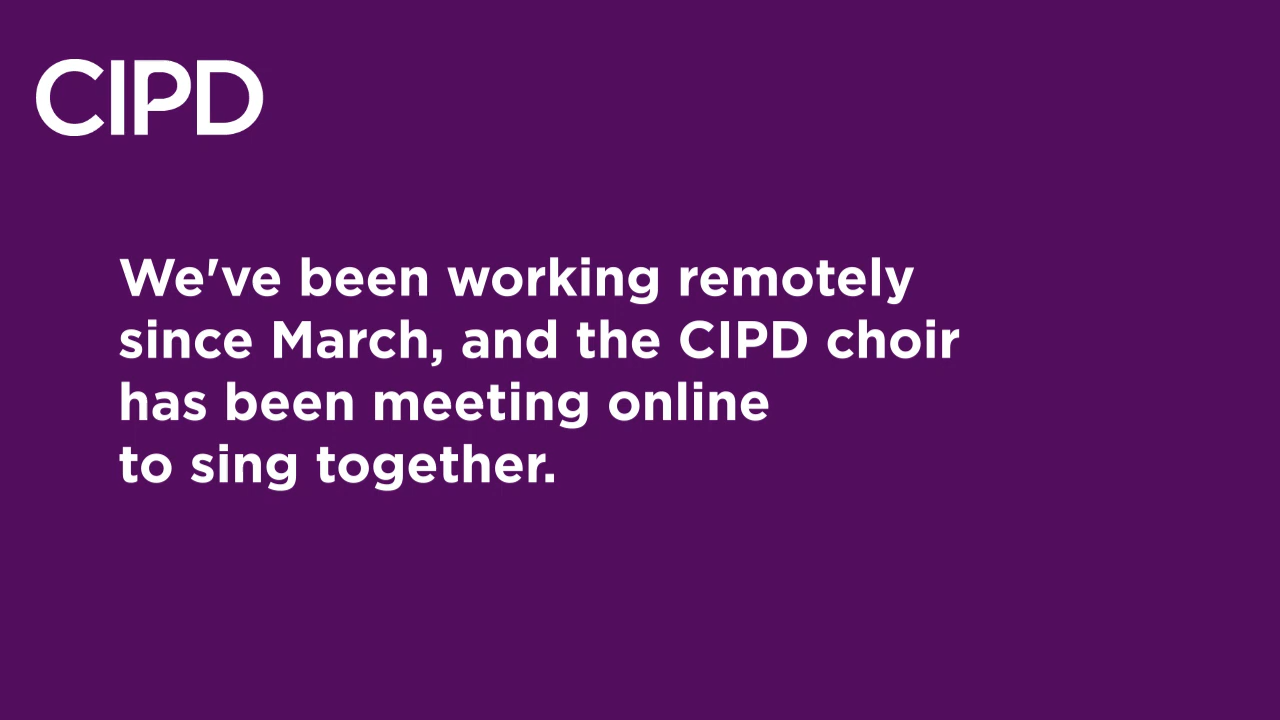 CIPD
We've been working remotely
since March, and the CIPD choir
has been meeting online
to sing together.